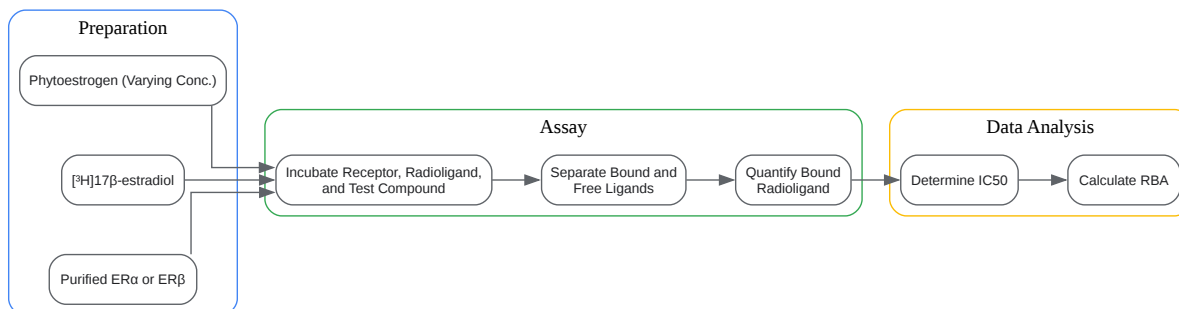 Preparation
Phytoestrogen (Varying Conc.)
[³H]17β-estradiol
Purified ERα or ERβ
Assay
Incubate Receptor, Radioligand,
and Test Compound
Separate Bound and
Free Ligands
Quantify Bound
Radioligand
Data Analysis
Determine IC50
Calculate RBA